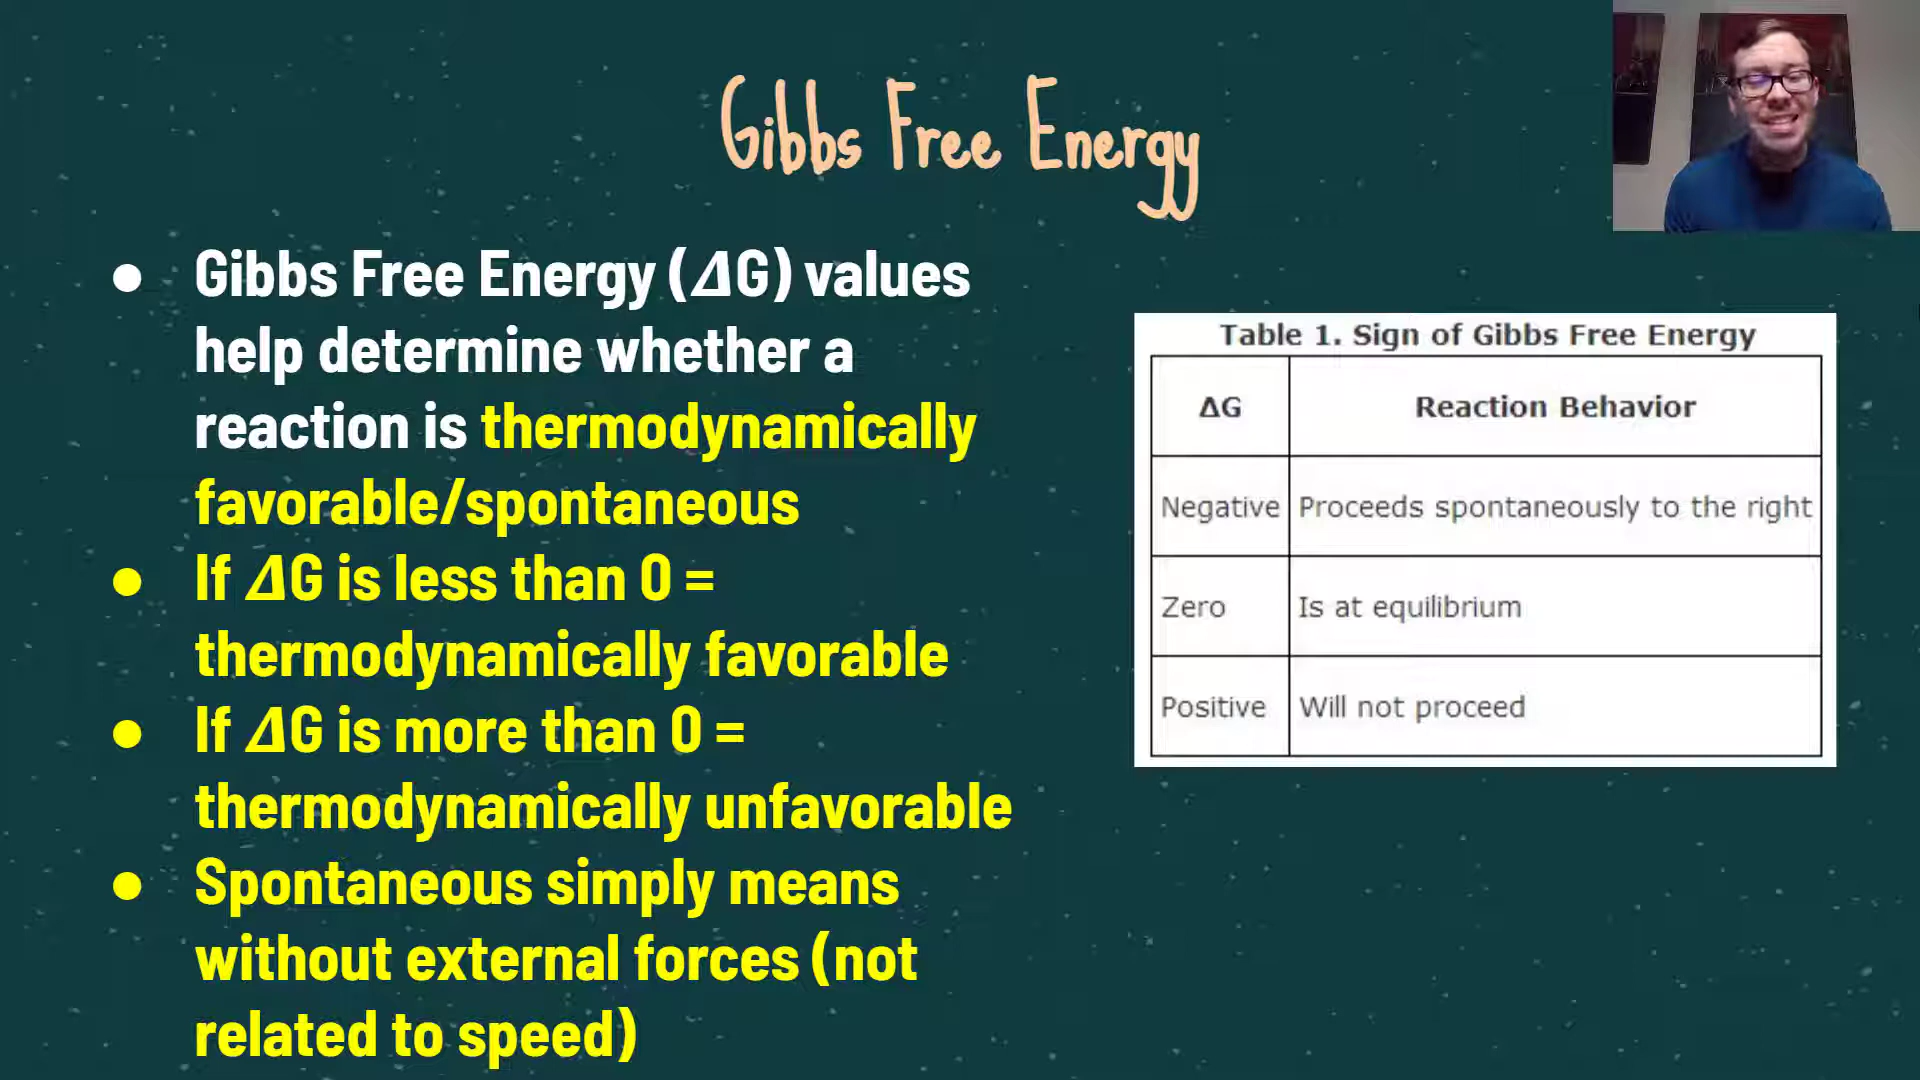 Gibbs Free Energy
● Gibbs Free Energy (𝜟G) values
help determine whether a
reaction is thermodynamically
favorable/spontaneous
● If 𝜟G is less than 0 =
thermodynamically favorable
● If 𝜟G is more than 0 =
thermodynamically unfavorable
● Spontaneous simply means
without external forces (not
related to speed)
Table 1. Sign of Gibbs Free Energy
ΔG Reaction Behavior
Negative Proceeds spontaneously to the right
Zero Is at equilibrium
Positive Will not proceed